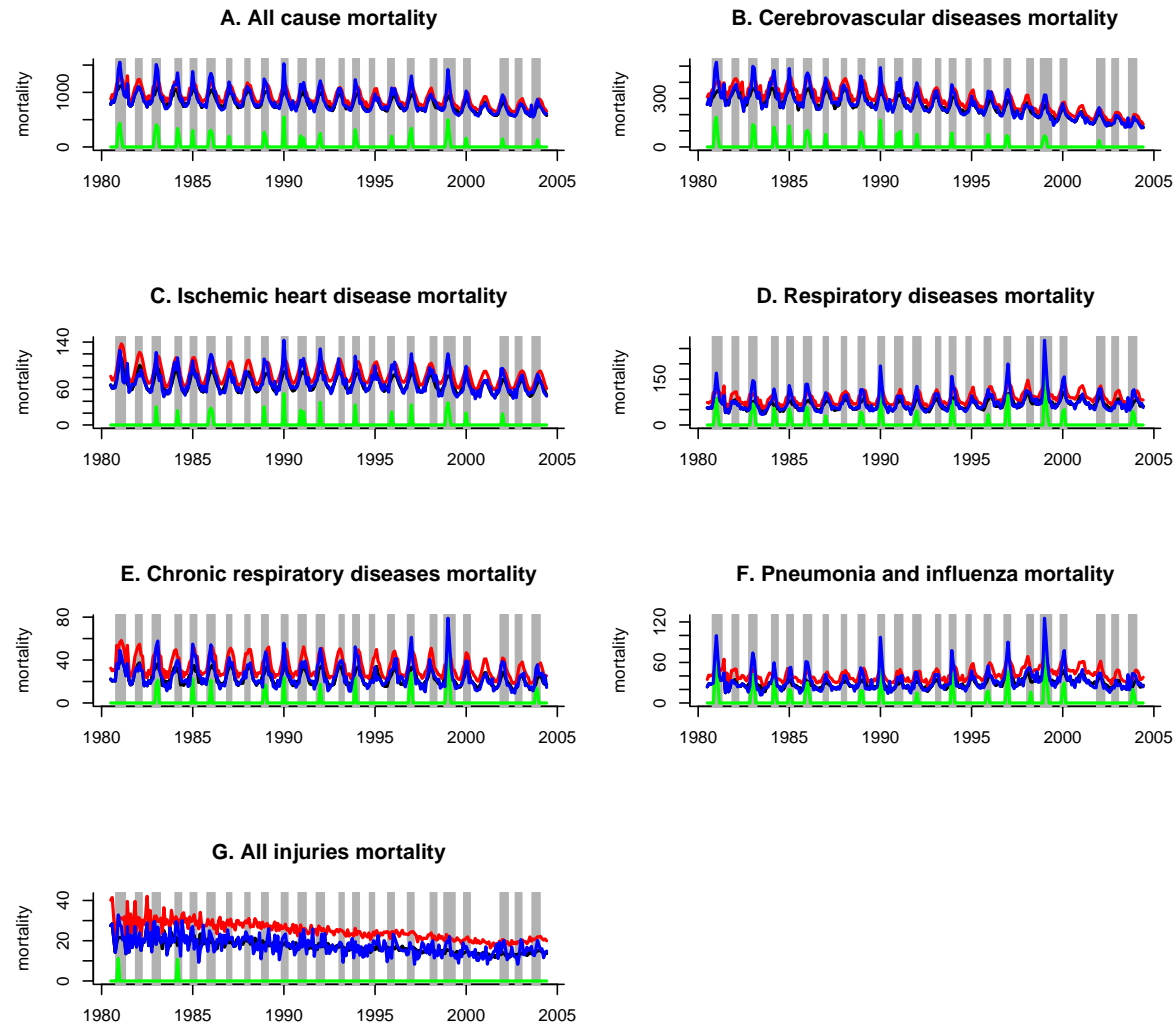 A. All cause mortality
mortality
0
1000
1980 1985 1990 1995 2000 2005
B. Cerebrovascular diseases mortality
mortality
0
300
1980 1985 1990 1995 2000 2005
C. Ischemic heart disease mortality
mortality
0
60
140
1980 1985 1990 1995 2000 2005
D. Respiratory diseases mortality
mortality
0
150
1980 1985 1990 1995 2000 2005
E. Chronic respiratory diseases mortality
mortality
0
40
80
1980 1985 1990 1995 2000 2005
F. Pneumonia and influenza mortality
mortality
0
60
120
1980 1985 1990 1995 2000 2005
G. All injuries mortality
mortality
0
20
40
1980 1985 1990 1995 2000 2005